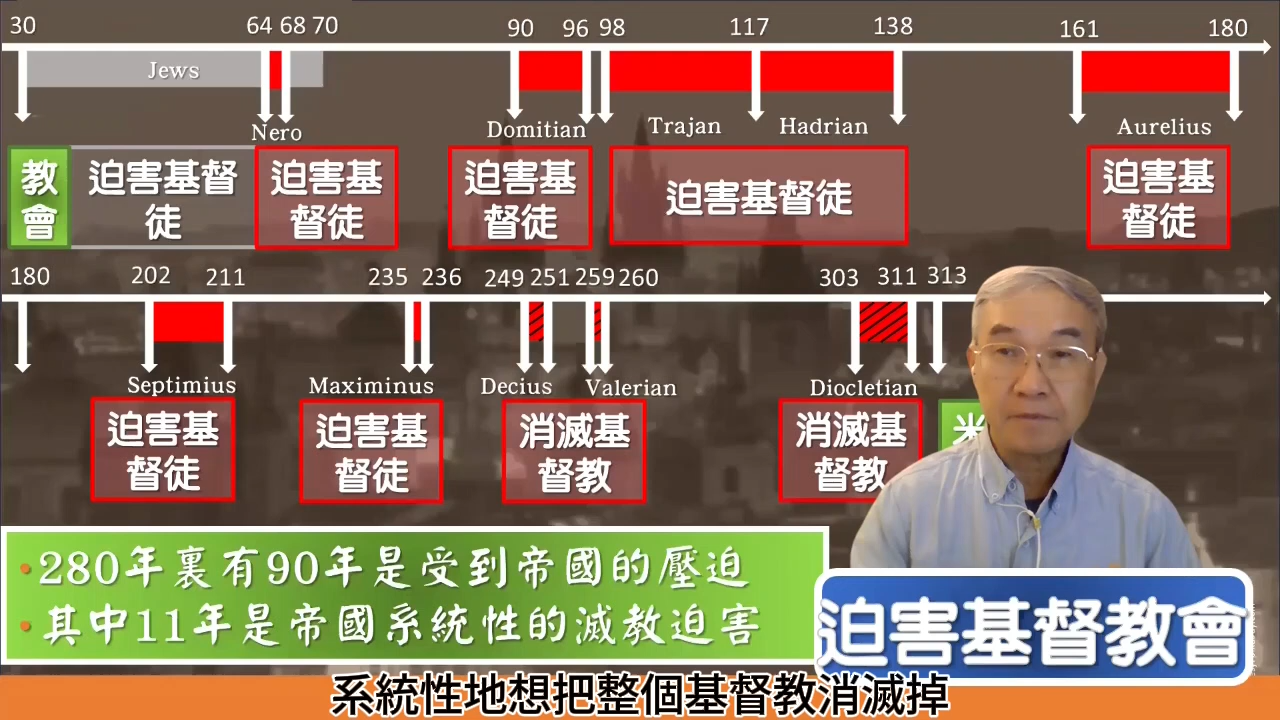 30 64 68 70 90 96 98 117 138 161 180
Jews
Nero
Domitian
Trajan
Hadrian
Aurelius
教
會
迫害基督
徒
迫害基
督徒
迫害基
督徒
迫害基督徒
迫害基
督徒
180 202 211 235 236 249 251 259 260 303 311 313
Septimius
Maximinus
Decius
Valerian
Diocletian
迫害基
督徒
迫害基
督徒
消滅基
督教
消滅基
督教
米
•280年裏有90年是受到帝國的壓迫
•其中11年是帝國系統性的滅教迫害
迫害基督教會
系統性地想把整個基督教消滅掉